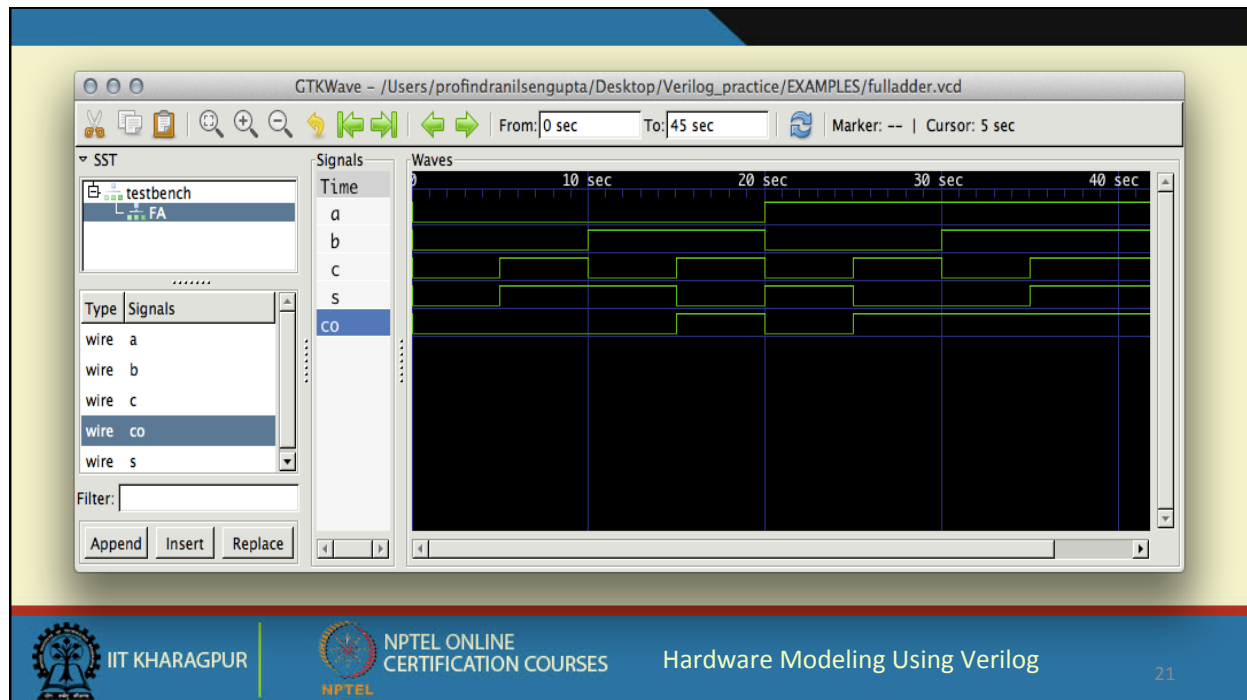 GTKWave – /Users/profindranilsengupta/Desktop/Verilog_practice/EXAMPLES/fulladder.vcd
From: 0 sec To: 45 sec Marker: -- | Cursor: 5 sec
SST
testbench
FA
Type Signals
wire a
wire b
wire c
wire co
wire s
Filter:
Append Insert Replace
Signals
Time
a
b
c
s
co
Waves
0 10 sec 20 sec 30 sec 40 sec
IIT KHARAGPUR
NPTEL
NPTEL ONLINE
CERTIFICATION COURSES
Hardware Modeling Using Verilog
21